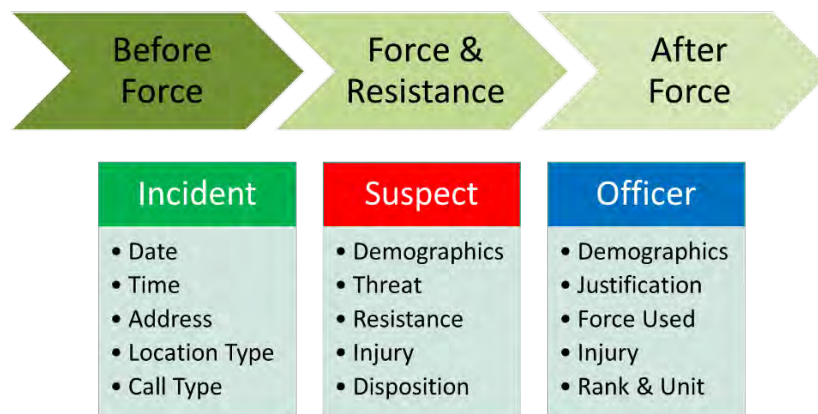 Before
Force
Force &
Resistance
After
Force
Incident
• Date
• Time
• Address
• Location Type
• Call Type
Suspect
• Demographics
• Threat
• Resistance
• Injury
• Disposition
Officer
• Demographics
• Justification
• Force Used
• Injury
• Rank & Unit